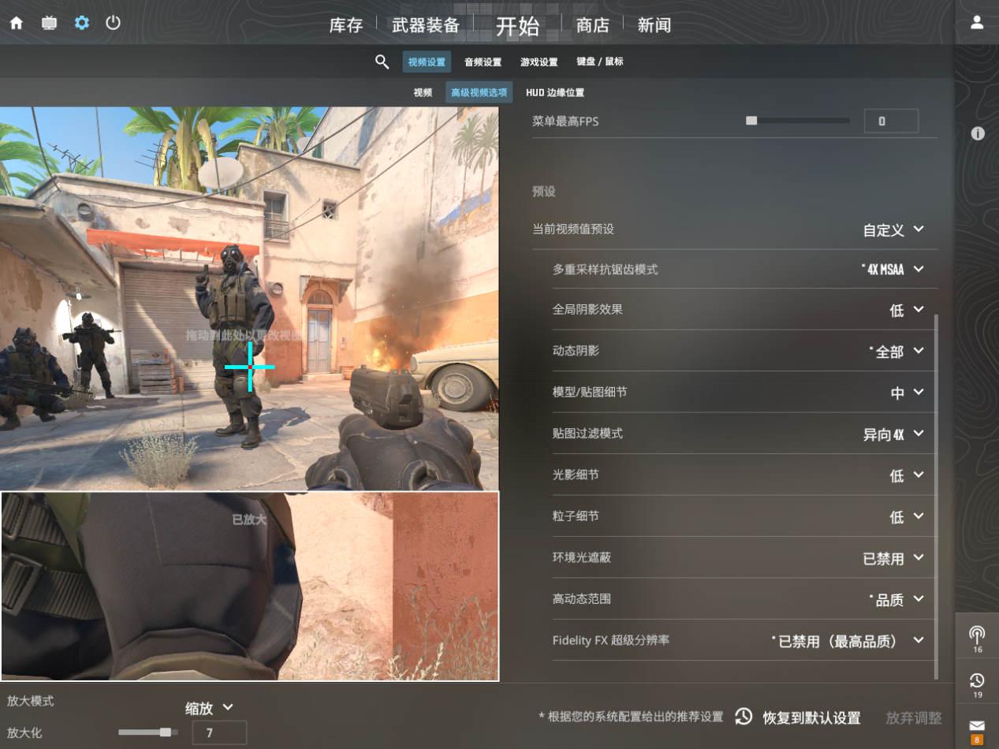 库存 武器装备 开始 商店 新闻
视频设置 音频设置 游戏设置 键盘 / 鼠标
视频 高级视频选项 HUD 边缘位置
菜单最高FPS 0
预设
当前视频值预设 自定义
多重采样抗锯齿模式 * 4X MSAA
全局阴影效果 低
动态阴影 * 全部
拖动到此处以更改视图
模型/贴图细节 中
贴图过滤模式 异向 4X
光影细节 低
粒子细节 低
已放大
环境光遮蔽 已禁用
高动态范围 * 品质
Fidelity FX 超级分辨率 * 已禁用（最高品质）
16
19
8
放大模式 缩放
放大化 7
* 根据您的系统配置给出的推荐设置 恢复到默认设置 放弃调整